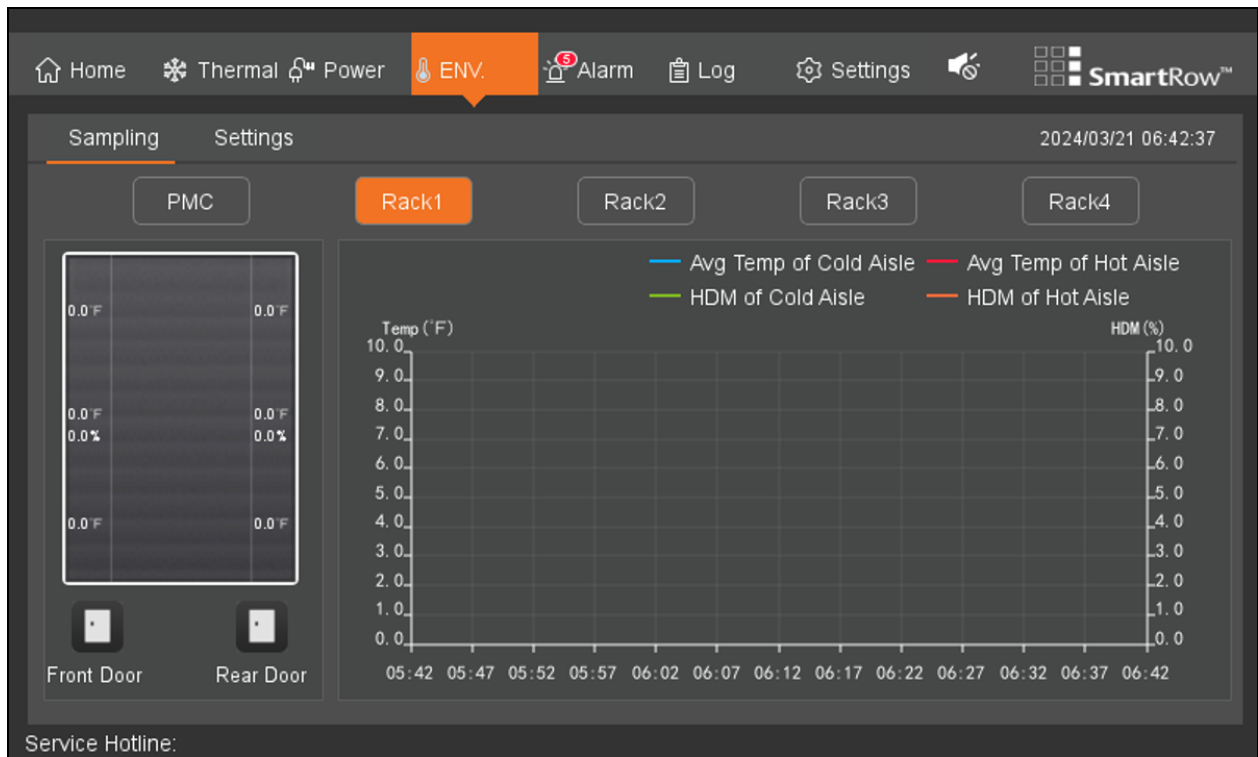 Home Thermal Power ENV. 5 Alarm Log Settings SmartRow™
Sampling Settings 2024/03/21 06:42:37
PMC Rack1 Rack2 Rack3 Rack4
0.0°F 0.0°F
0.0°F 0.0°F
0.0% 0.0%
0.0°F 0.0°F
Front Door Rear Door
Avg Temp of Cold Aisle Avg Temp of Hot Aisle
HDM of Cold Aisle HDM of Hot Aisle
Temp(°F) HDM(%)
10.0 10.0
9.0 9.0
8.0 8.0
7.0 7.0
6.0 6.0
5.0 5.0
4.0 4.0
3.0 3.0
2.0 2.0
1.0 1.0
0.0 0.0
05:42 05:47 05:52 05:57 06:02 06:07 06:12 06:17 06:22 06:27 06:32 06:37 06:42
Service Hotline: